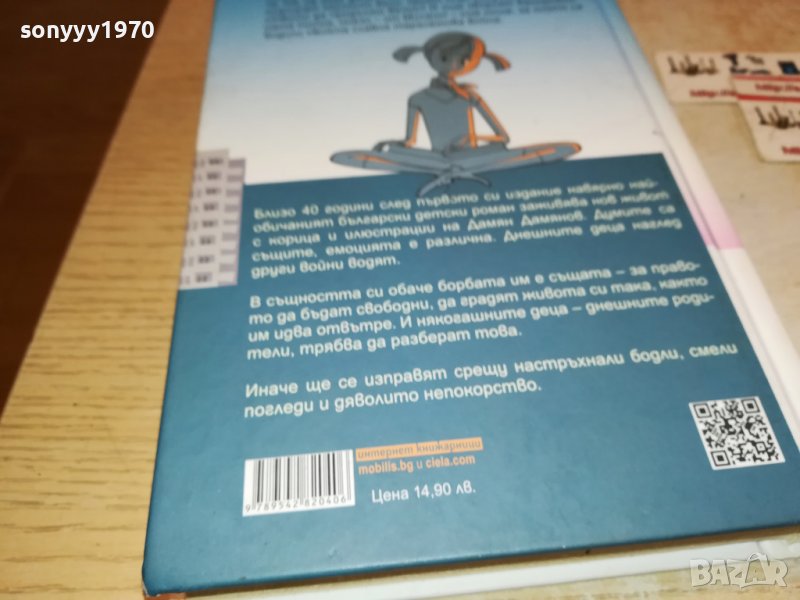 sonyyy1970
Близо 40 години след първото си издание навярно най-
обичаният български детски роман заживява нов живот
с корица и илюстрации на Дамян Дамянов. Думите са
същите, емоцията е различна. Днешните деца наглед
други войни водят.
В същността си обаче борбата им е същата – за право-
то да бъдат свободни, да градят живота си така, както
им идва отвътре. И някогашните деца – днешните роди-
тели, трябва да разберат това.
Иначе ще се изправят срещу настръхнали бодли, смели
погледи и дяволито непокорство.
интернет книжарници
mobilis.bg и ciela.com
Цена 14,90 лв.
9789542820406
BAZAR